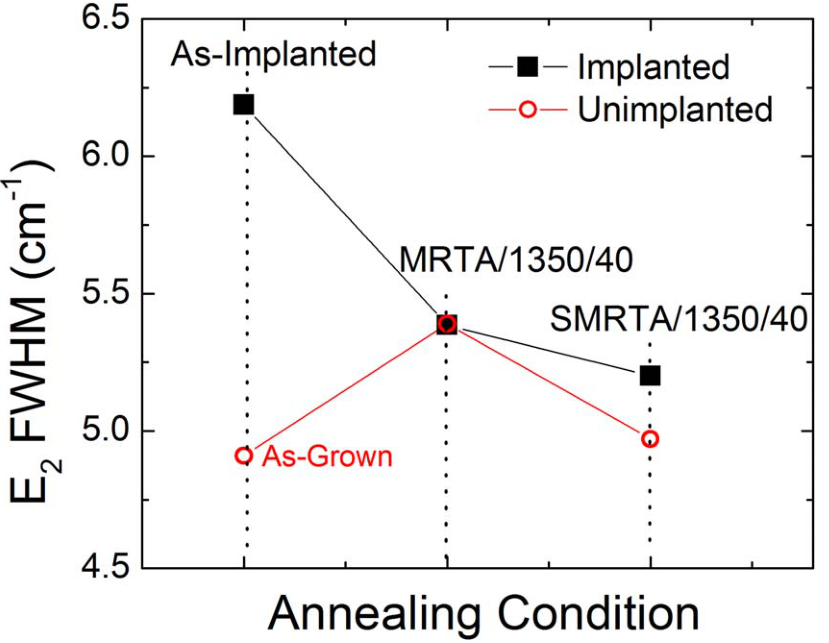 6.5
As-Implanted
Implanted
Unimplanted
6.0
MRTA/1350/40
5.5
SMRTA/1350/40
5.0
As-Grown
4.5
E₂ FWHM (cm⁻¹)
Annealing Condition